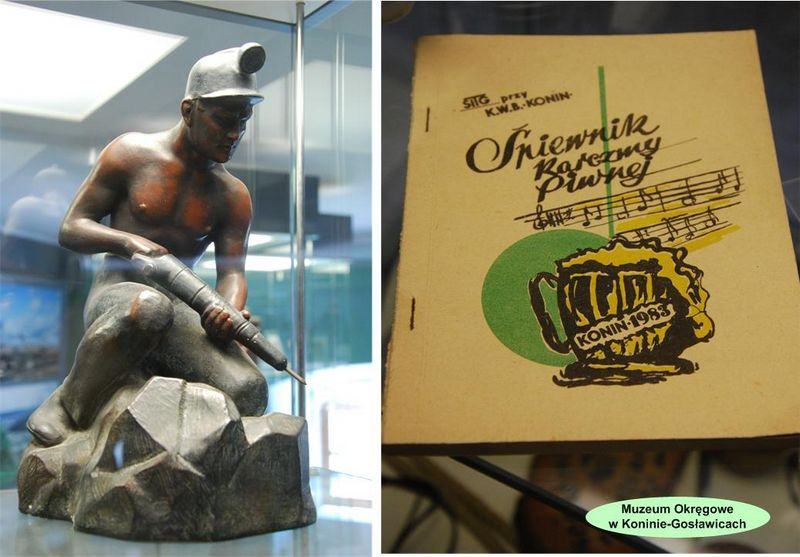 SITG przy
K.W.B.-KONIN-
Śpiewnik
Karczmy
Piwnej
KONIN-1983
Muzeum Okręgowe
w Koninie-Gosławicach